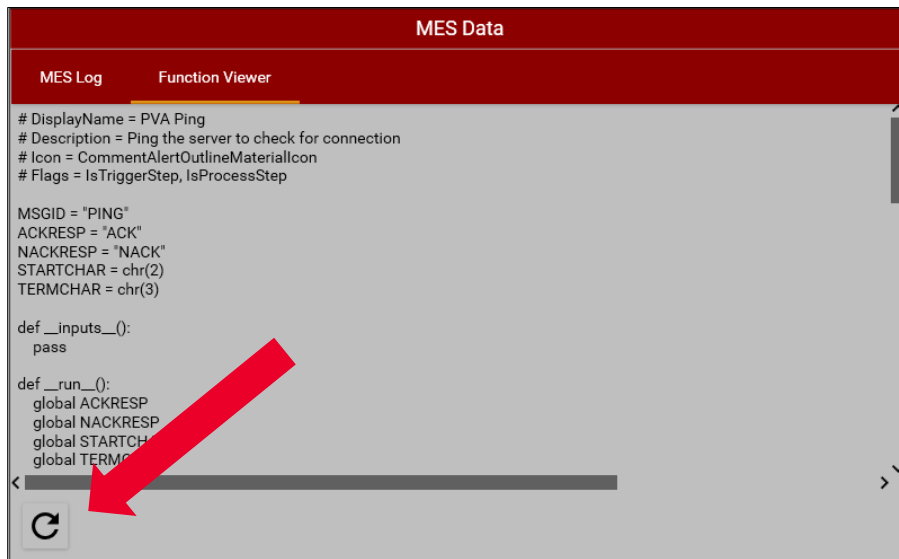 MES Data
MES Log
Function Viewer
# DisplayName = PVA Ping
# Description = Ping the server to check for connection
# Icon = CommentAlertOutlineMaterialIcon
# Flags = IsTriggerStep, IsProcessStep
MSGID = "PING"
ACKRESP = "ACK"
NACKRESP = "NACK"
STARTCHAR = chr(2)
TERMCHAR = chr(3)
def __inputs__():
pass
def __run__():
global ACKRESP
global NACKRESP
global
global